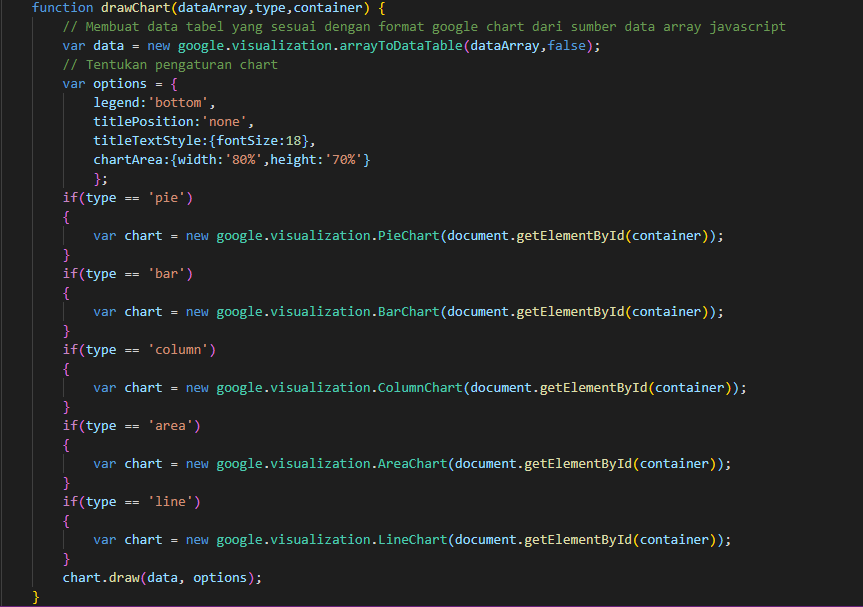 function drawChart(dataArray,type,container) {
// Membuat data tabel yang sesuai dengan format google chart dari sumber data array javascript
var data = new google.visualization.arrayToDataTable(dataArray,false);
// Tentukan pengaturan chart
var options = {
legend:'bottom',
titlePosition:'none',
titleTextStyle:{fontSize:18},
chartArea:{width:'80%',height:'70%'}
};
if(type == 'pie')
{
var chart = new google.visualization.PieChart(document.getElementById(container));
}
if(type == 'bar')
{
var chart = new google.visualization.BarChart(document.getElementById(container));
}
if(type == 'column')
{
var chart = new google.visualization.ColumnChart(document.getElementById(container));
}
if(type == 'area')
{
var chart = new google.visualization.AreaChart(document.getElementById(container));
}
if(type == 'line')
{
var chart = new google.visualization.LineChart(document.getElementById(container));
}
chart.draw(data, options);
}